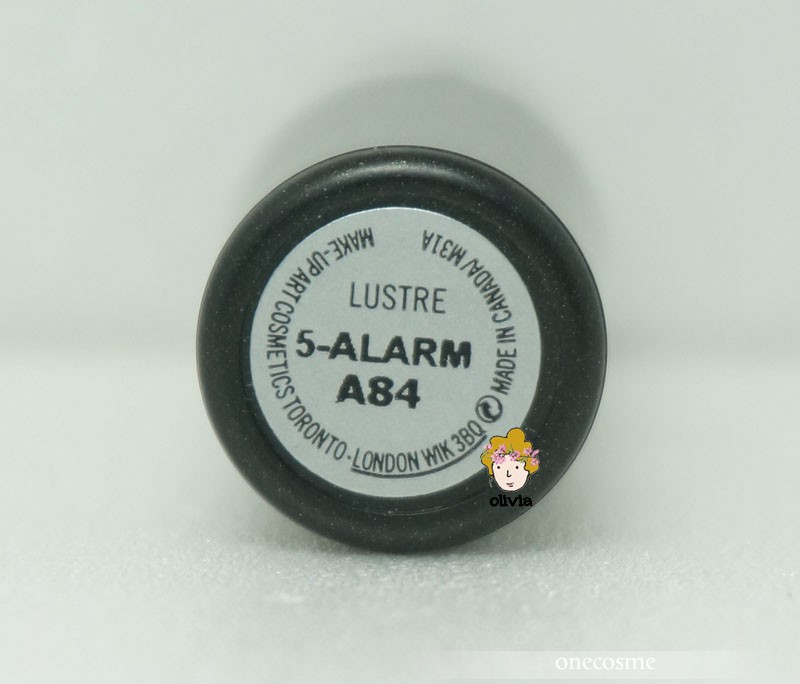 LUSTRE
5-ALARM
A84
MAKE-UP ART COSMETICS TORONTO·LONDON W1K 3BQ MADE IN CANADA/ M31A
olivia
onecosme